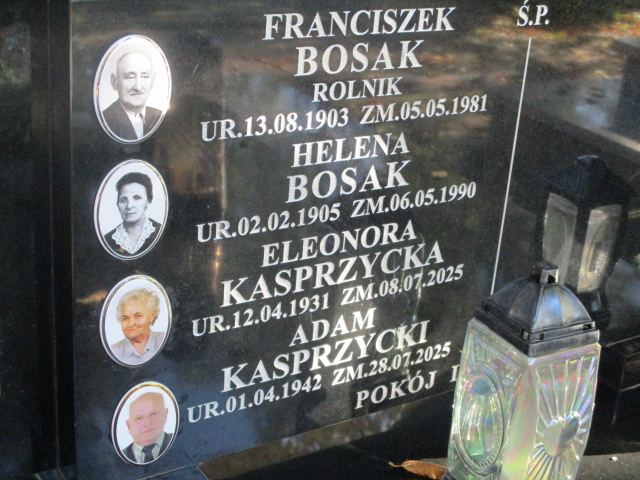 FRANCISZEK
BOSAK
ROLNIK
UR.13.08.1903 ZM.05.05.1981
HELENA
BOSAK
UR.02.02.1905 ZM.06.05.1990
ELEONORA
KASPRZYCKA
UR.12.04.1931 ZM.08.07.2025
ADAM
KASPRZYCKI
UR.01.04.1942 ZM.28.07.2025
POKÓJ
Ś.P.